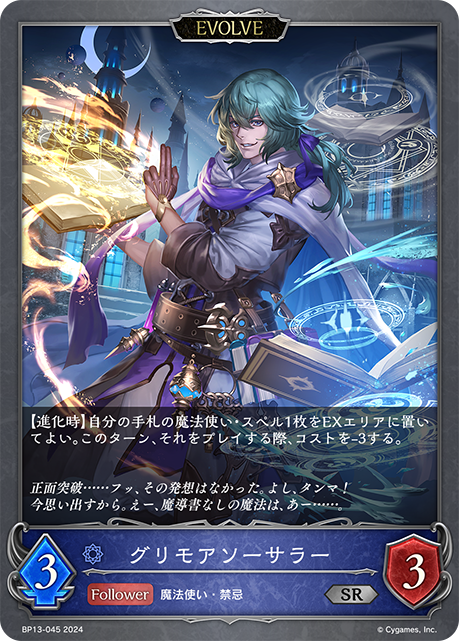 EVOLVE
【進化時】自分の手札の魔法使い・スペル1枚をEXエリアに置い
てよい。このターン、それをプレイする際、コストを-3する。
正面突破……フッ、その発想はなかった。よし、タンマ！
今思い出すから。えー、魔導書なしの魔法は、あー……。
3
グリモアソーサラー
3
Follower 魔法使い・禁忌 SR
BP13-045 2024 © Cygames, Inc.